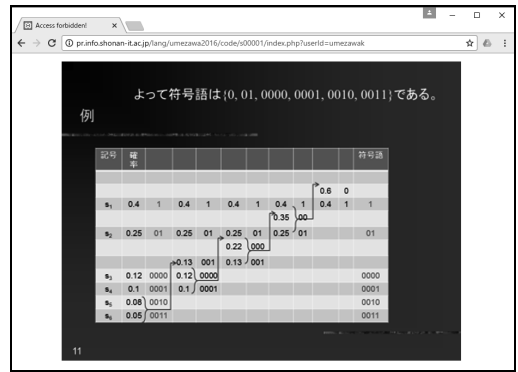 Access forbidden!
pr.info.shonan-it.ac.jp/lang/umezawa2016/code/s00001/index.php?userId=umezawak
よって符号語は{0, 01, 0000, 0001, 0010, 0011}である。
例
記号 確率 符号語
0.6 0
s₁ 0.4 1 0.4 1 0.4 1 0.4 1 0.4 1 1
0.35 00
s₂ 0.25 01 0.25 01 0.25 01 0.25 01 01
0.22 000
0.13 001 0.13 001
s₃ 0.12 0000 0.12 0000 0000
s₄ 0.1 0001 0.1 0001 0001
s₅ 0.08 0010 0010
s₆ 0.05 0011 0011
11